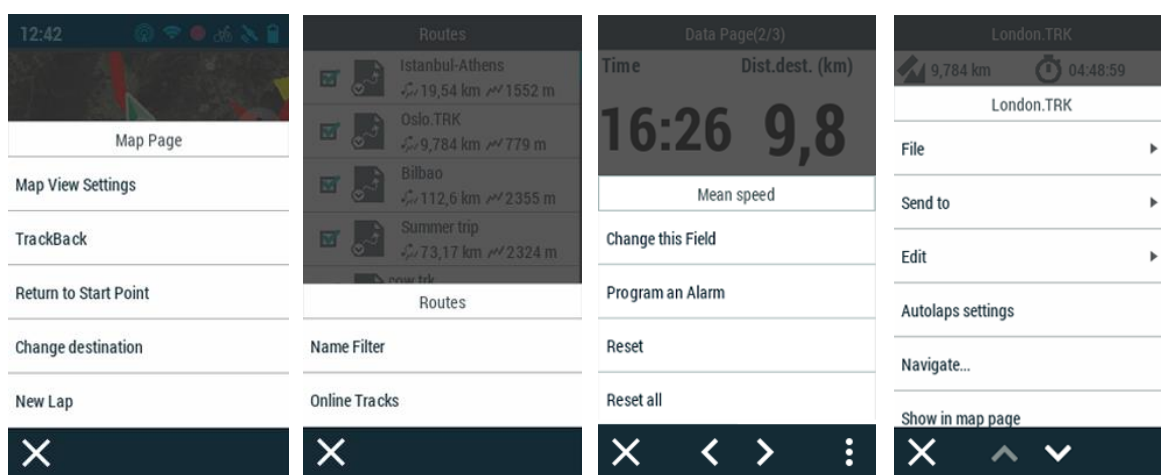 12:42
Map Page
Map View Settings
TrackBack
Return to Start Point
Change destination
New Lap
Routes
Istanbul-Athens
19,54 km 1552 m
Oslo.TRK
9,784 km 779 m
Bilbao
112,6 km 2355 m
Summer trip
73,17 km 2324 m
cow.trk
Routes
Name Filter
Online Tracks
Data Page(2/3)
Time Dist.dest. (km)
16:26 9,8
Mean speed
Change this Field
Program an Alarm
Reset
Reset all
London.TRK
9,784 km 04:48:59
London.TRK
File
Send to
Edit
Autolaps settings
Navigate...
Show in map page